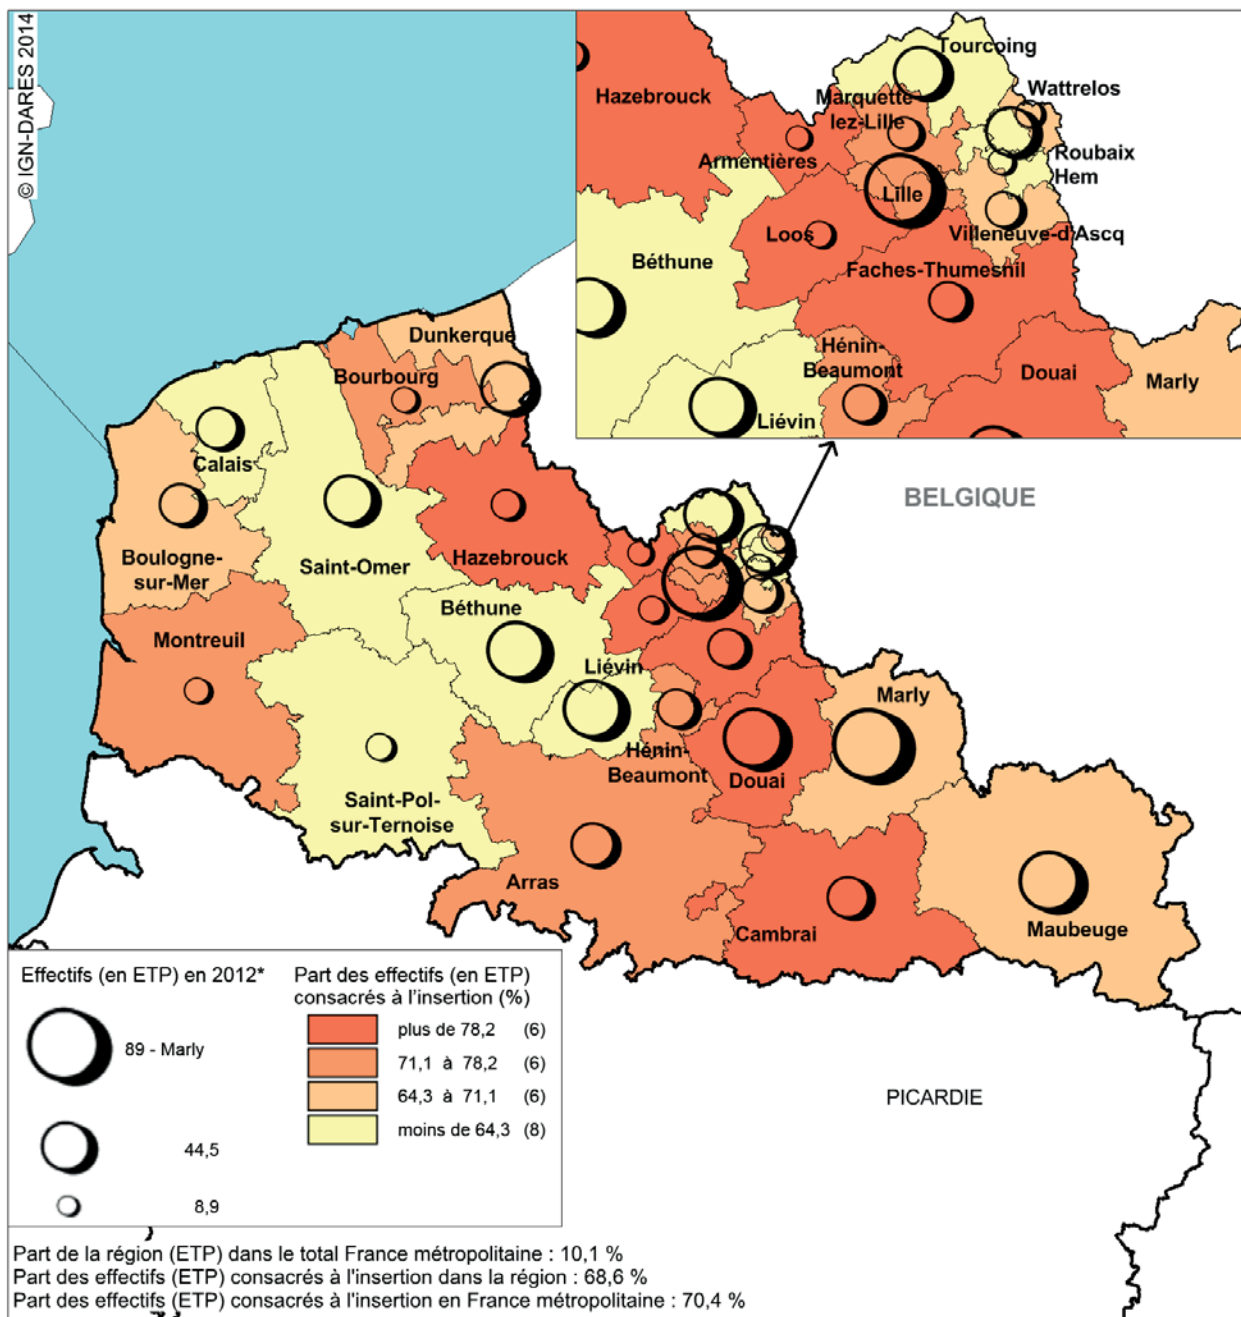 © IGN-DARES 2014
Tourcoing
Wattrelos
Hazebrouck
Marquette
lez-Lille
Armentières
Roubaix
Hem
Lille
Loos
Villeneuve-d'Ascq
Béthune
Faches-Thumesnil
Hénin-
Beaumont
Douai
Marly
Liévin
Dunkerque
Bourbourg
Calais
BELGIQUE
Boulogne-
sur-Mer
Saint-Omer
Hazebrouck
Béthune
Montreuil
Liévin
Marly
Hénin-
Beaumont
Douai
Saint-Pol-
sur-Ternoise
Arras
Cambrai
Maubeuge
PICARDIE
Effectifs (en ETP) en 2012*
89 - Marly
44,5
8,9
Part des effectifs (en ETP)
consacrés à l'insertion (%)
plus de 78,2 (6)
71,1 à 78,2 (6)
64,3 à 71,1 (6)
moins de 64,3 (8)
Part de la région (ETP) dans le total France métropolitaine : 10,1 %
Part des effectifs (ETP) consacrés à l'insertion dans la région : 68,6 %
Part des effectifs (ETP) consacrés à l'insertion en France métropolitaine : 70,4 %